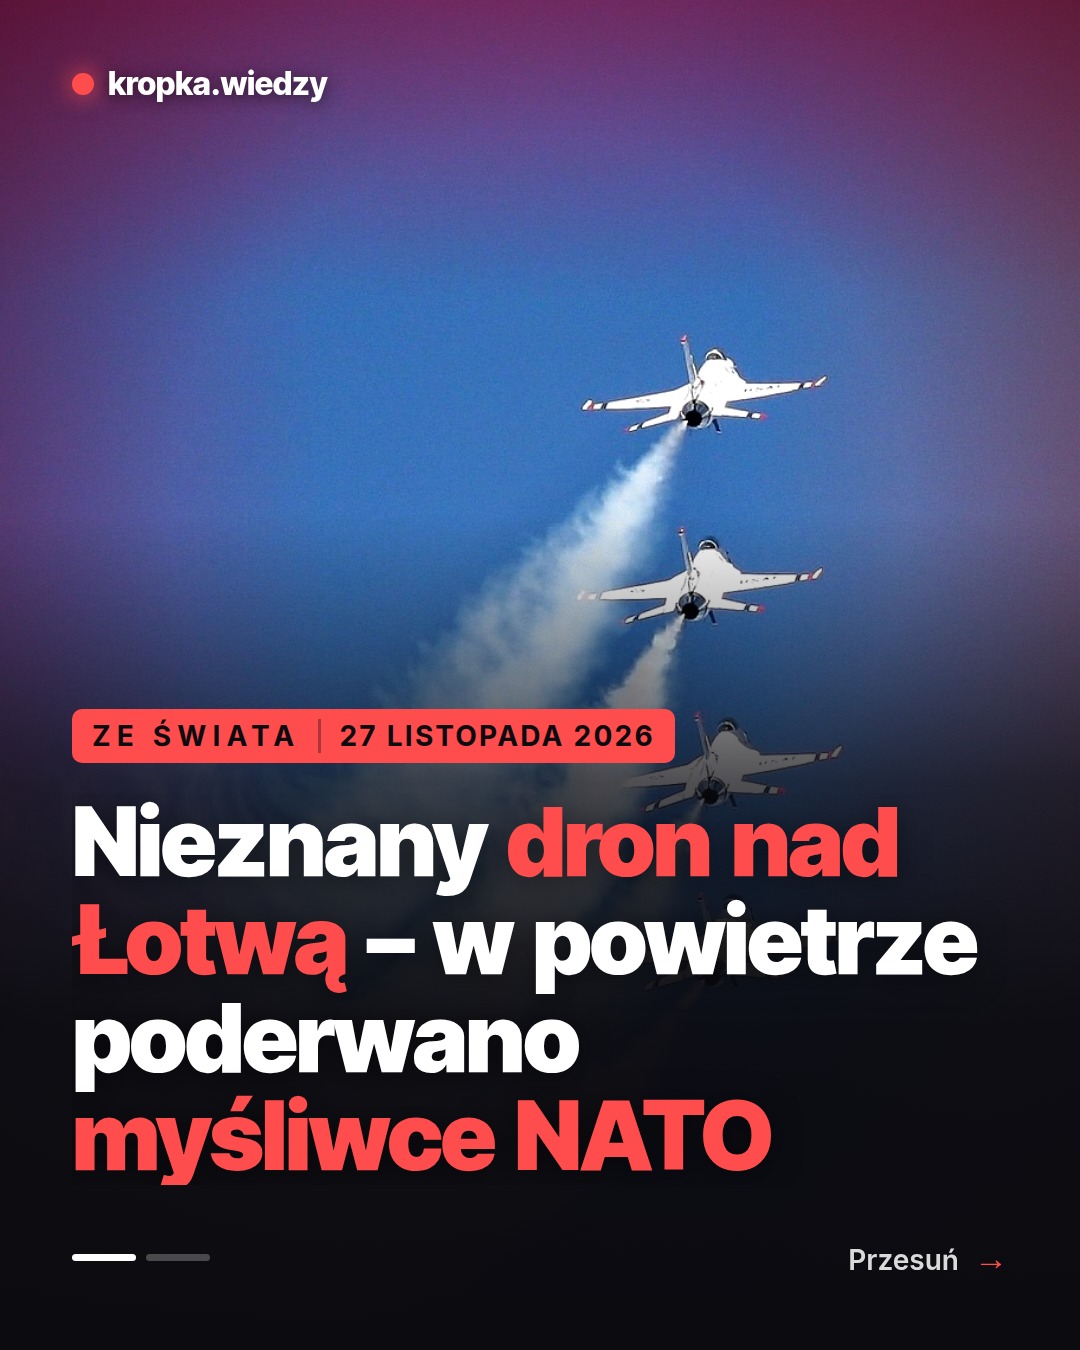 kropka.wiedzy
ZE ŚWIATA | 27 LISTOPADA 2026
Nieznany dron nad
Łotwą – w powietrze
poderwano
myśliwce NATO
Przesuń →